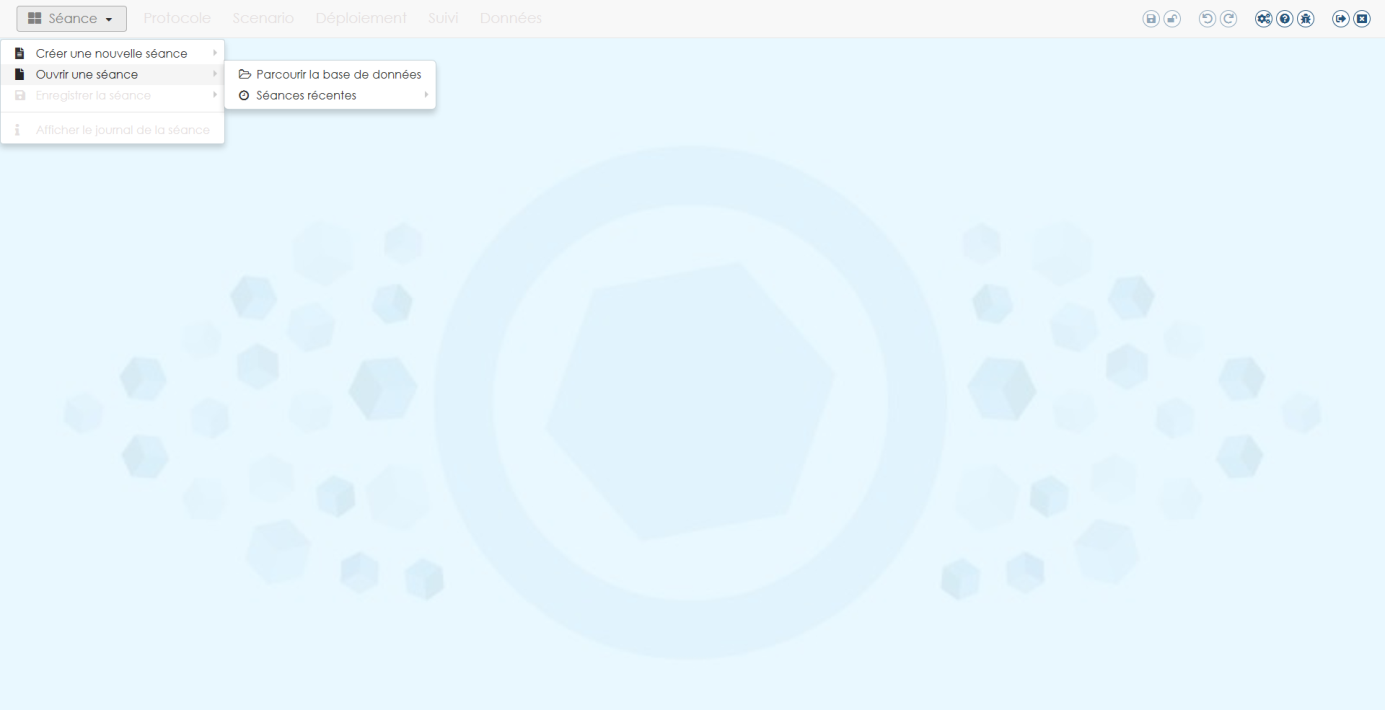 Séance
Protocole
Scenario
Déploiement
Suivi
Données
Créer une nouvelle séance
Ouvrir une séance
Enregistrer la séance
Afficher le journal de la séance
Parcourir la base de données
Séances récentes